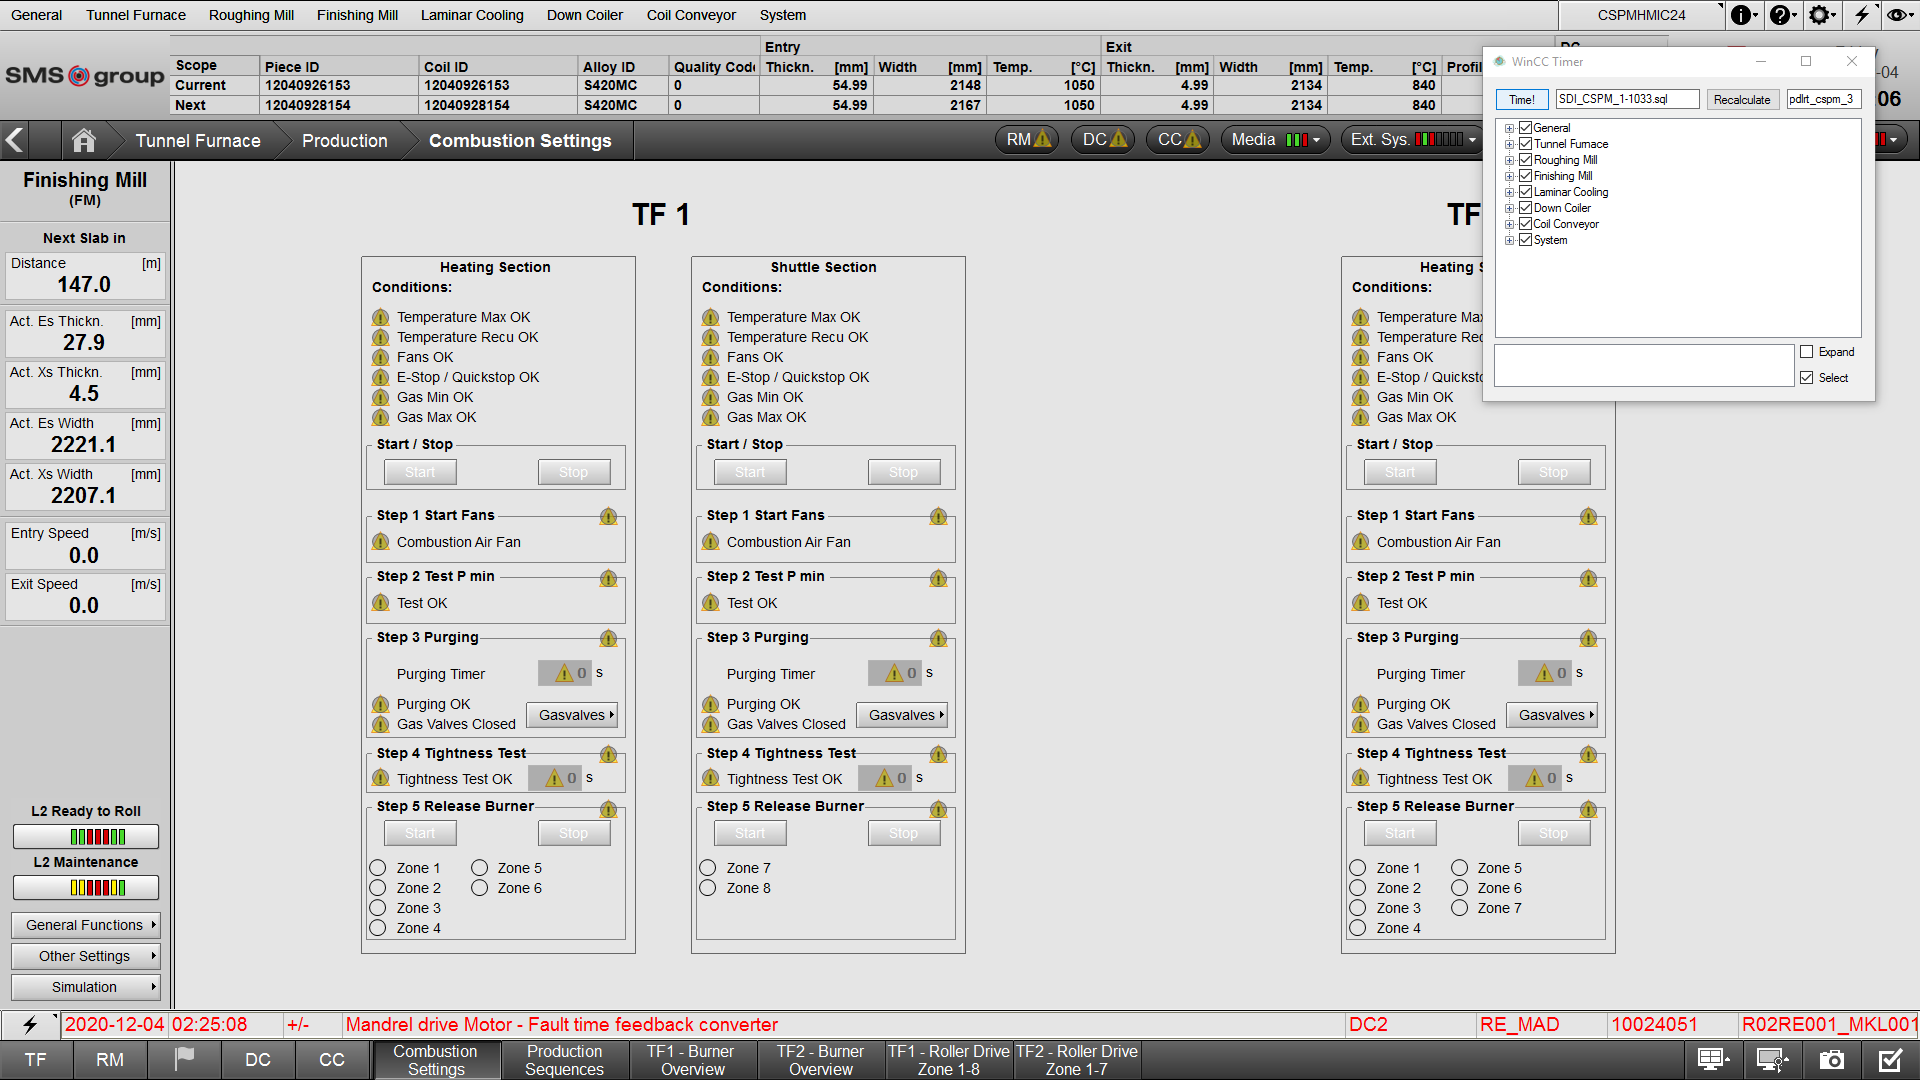 General Tunnel Furnace Roughing Mill Finishing Mill Laminar Cooling Down Coiler Coil Conveyor System CSPMHMIC24
SMS group
Entry Exit
Scope Piece ID Coil ID Alloy ID Quality Code Thickn. [mm] Width [mm] Temp. [°C] Thickn. [mm] Width [mm] Temp. [°C] Profil
Current 12040926153 12040926153 S420MC 0 54.99 2148 1050 4.99 2134 840
Next 12040928154 12040928154 S420MC 0 54.99 2167 1050 4.99 2134 840
-04
06
Tunnel Furnace Production Combustion Settings RM DC CC Media Ext. Sys.
WinCC Timer
Time! SDI_CSPM_1-1033.sql Recalculate pdlrt_cspm_3
General
Tunnel Furnace
Roughing Mill
Finishing Mill
Laminar Cooling
Down Coiler
Coil Conveyor
System
Expand
Select
Finishing Mill
(FM)
Next Slab in
Distance [m]
147.0
Act. Es Thickn. [mm]
27.9
Act. Xs Thickn. [mm]
4.5
Act. Es Width [mm]
2221.1
Act. Xs Width [mm]
2207.1
Entry Speed [m/s]
0.0
Exit Speed [m/s]
0.0
L2 Ready to Roll
L2 Maintenance
General Functions
Other Settings
Simulation
TF 1
Heating Section
Conditions:
Temperature Max OK
Temperature Recu OK
Fans OK
E-Stop / Quickstop OK
Gas Min OK
Gas Max OK
Start / Stop
Start Stop
Step 1 Start Fans
Combustion Air Fan
Step 2 Test P min
Test OK
Step 3 Purging
Purging Timer 0 s
Purging OK
Gas Valves Closed Gasvalves
Step 4 Tightness Test
Tightness Test OK 0 s
Step 5 Release Burner
Start Stop
Zone 1 Zone 5
Zone 2 Zone 6
Zone 3
Zone 4
Shuttle Section
Conditions:
Temperature Max OK
Temperature Recu OK
Fans OK
E-Stop / Quickstop OK
Gas Min OK
Gas Max OK
Start / Stop
Start Stop
Step 1 Start Fans
Combustion Air Fan
Step 2 Test P min
Test OK
Step 3 Purging
Purging Timer 0 s
Purging OK
Gas Valves Closed Gasvalves
Step 4 Tightness Test
Tightness Test OK 0 s
Step 5 Release Burner
Start Stop
Zone 7
Zone 8
TF
Heating S
Conditions:
Temperature Max
Temperature Rec
Fans OK
E-Stop / Quicksto
Gas Min OK
Gas Max OK
Start / Stop
Start Stop
Step 1 Start Fans
Combustion Air Fan
Step 2 Test P min
Test OK
Step 3 Purging
Purging Timer 0 s
Purging OK
Gas Valves Closed Gasvalves
Step 4 Tightness Test
Tightness Test OK 0 s
Step 5 Release Burner
Start Stop
Zone 1 Zone 5
Zone 2 Zone 6
Zone 3 Zone 7
Zone 4
2020-12-04 02:25:08 +/- Mandrel drive Motor - Fault time feedback converter DC2 RE_MAD 10024051 R02RE001_MKL001
TF RM DC CC
Combustion Settings
Production Sequences
TF1 - Burner Overview
TF2 - Burner Overview
TF1 - Roller Drive Zone 1-8
TF2 - Roller Drive Zone 1-7